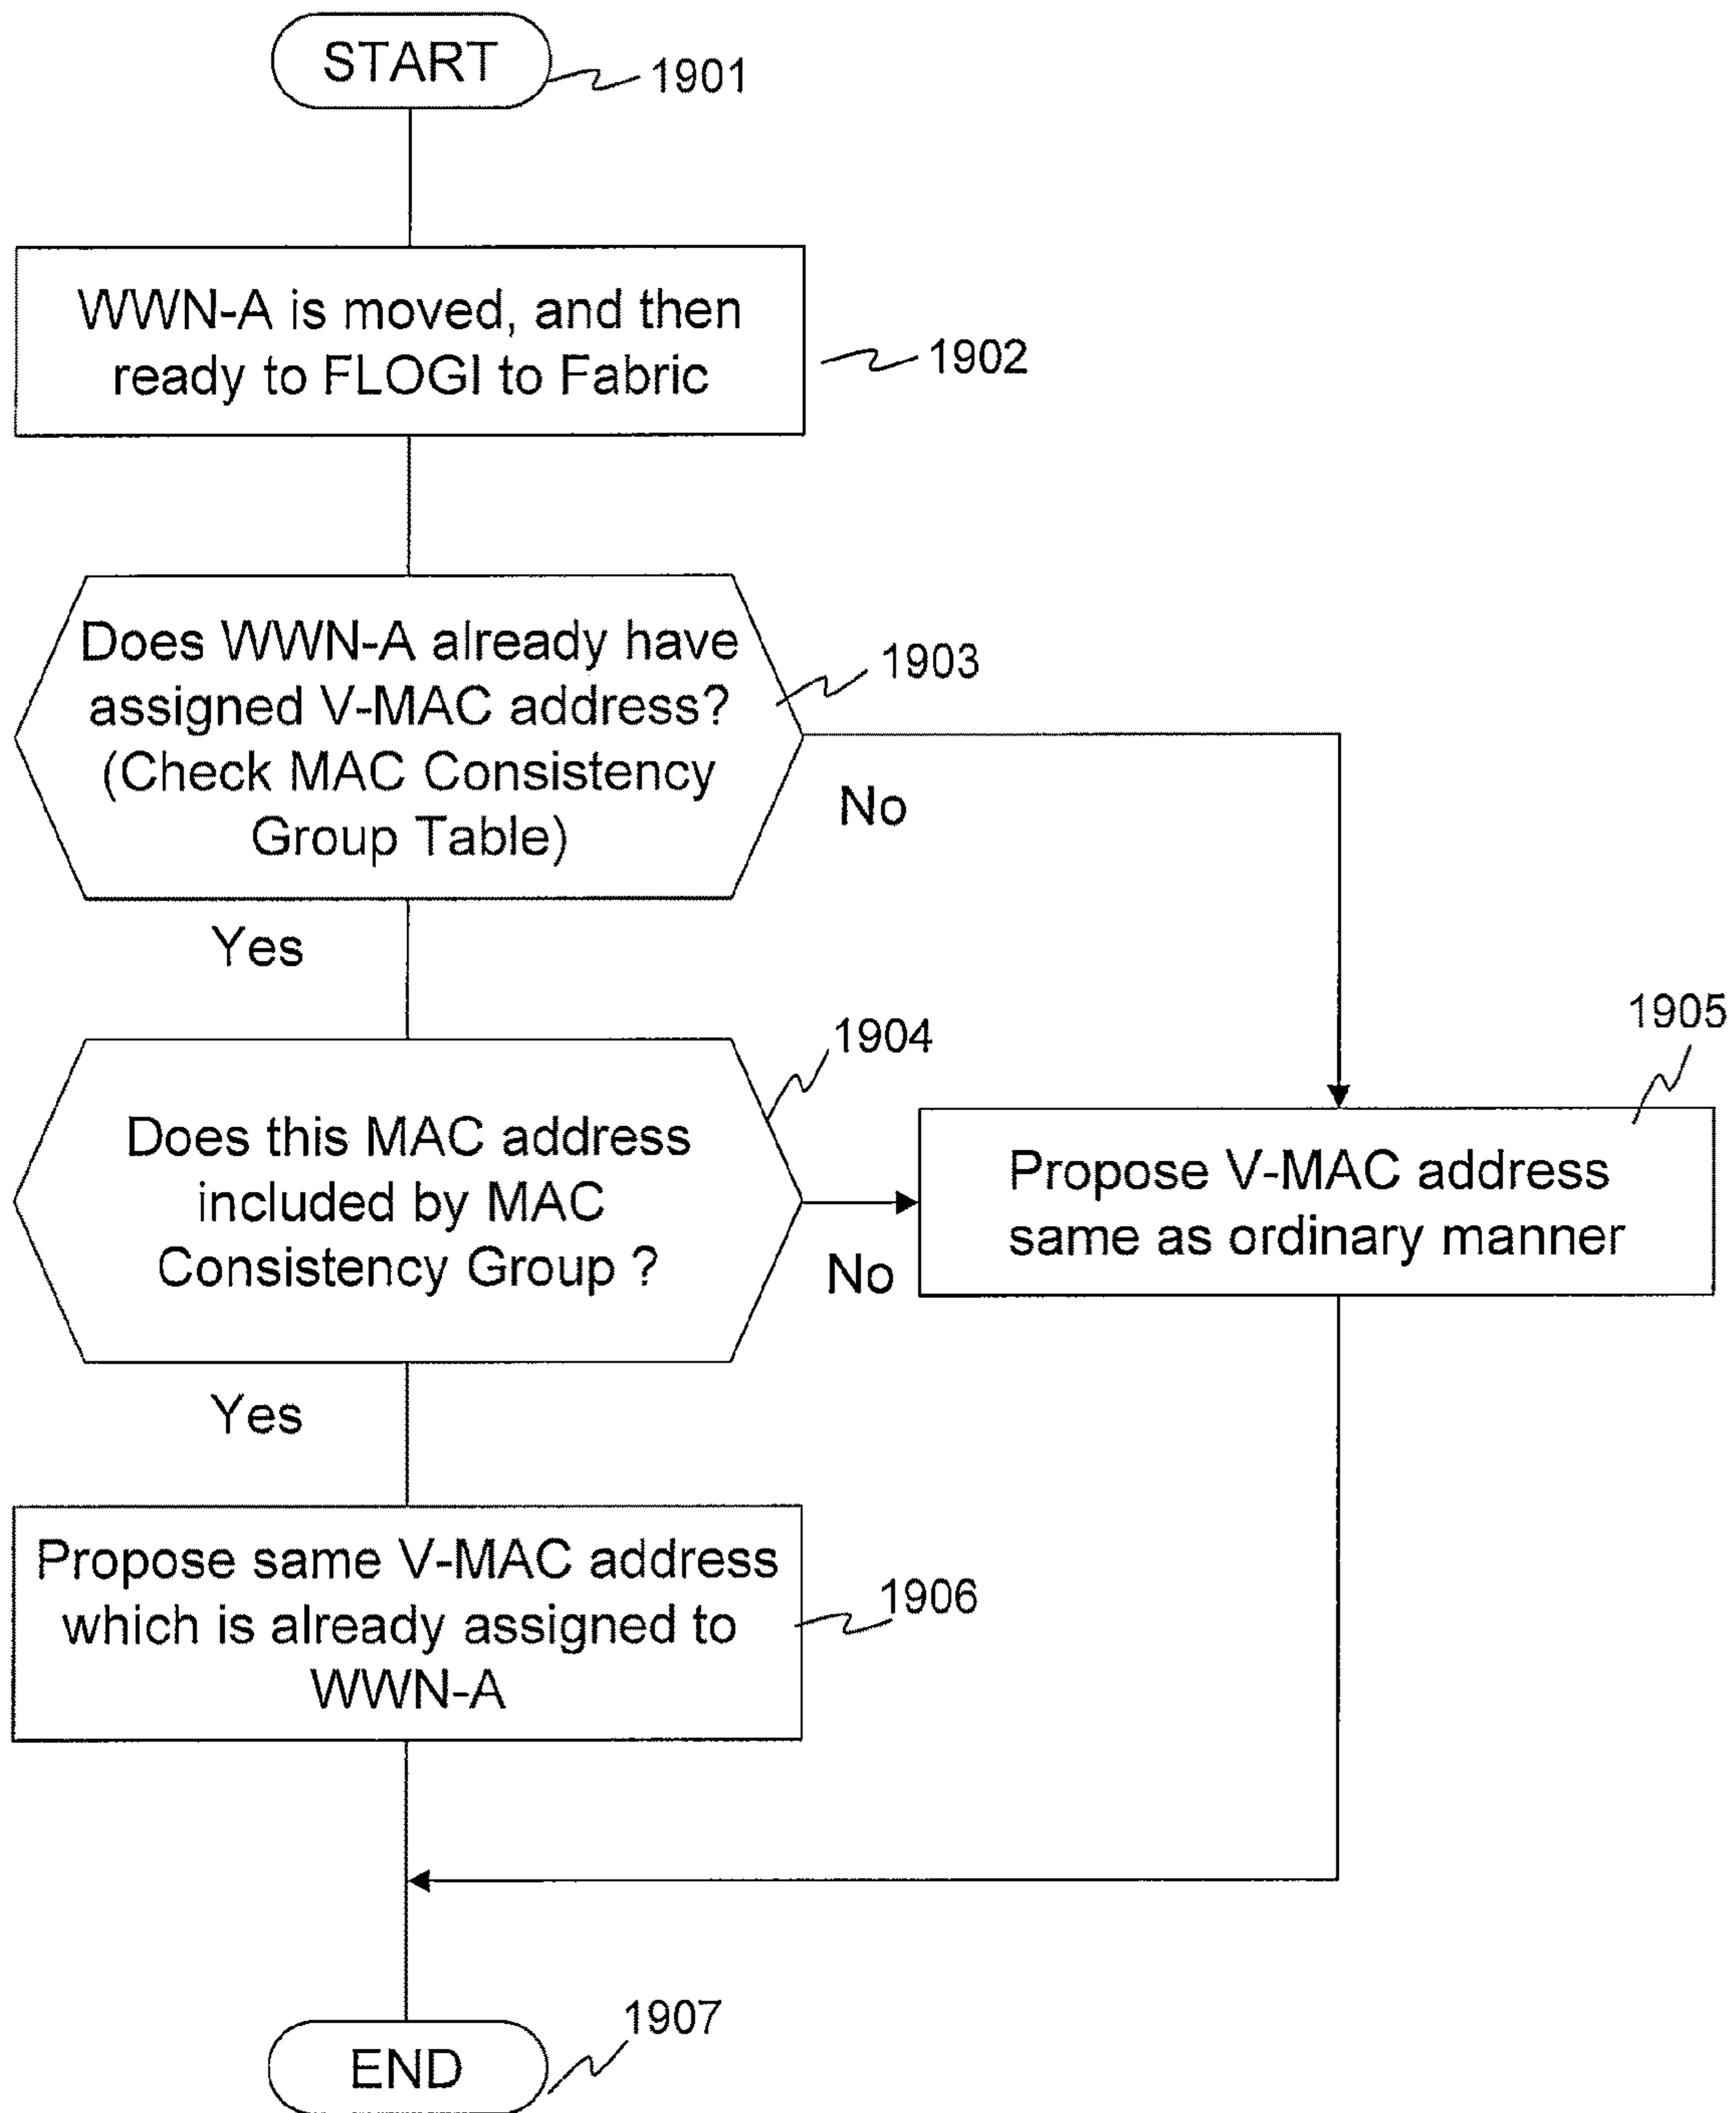 START
1901
WWN-A is moved, and then
ready to FLOGI to Fabric
1902
Does WWN-A already have
assigned V-MAC address?
(Check MAC Consistency
Group Table)
1903
No
Yes
1904
Does this MAC address
included by MAC
Consistency Group ?
No
1905
Propose V-MAC address
same as ordinary manner
Yes
Propose same V-MAC address
which is already assigned to
WWN-A
1906
1907
END